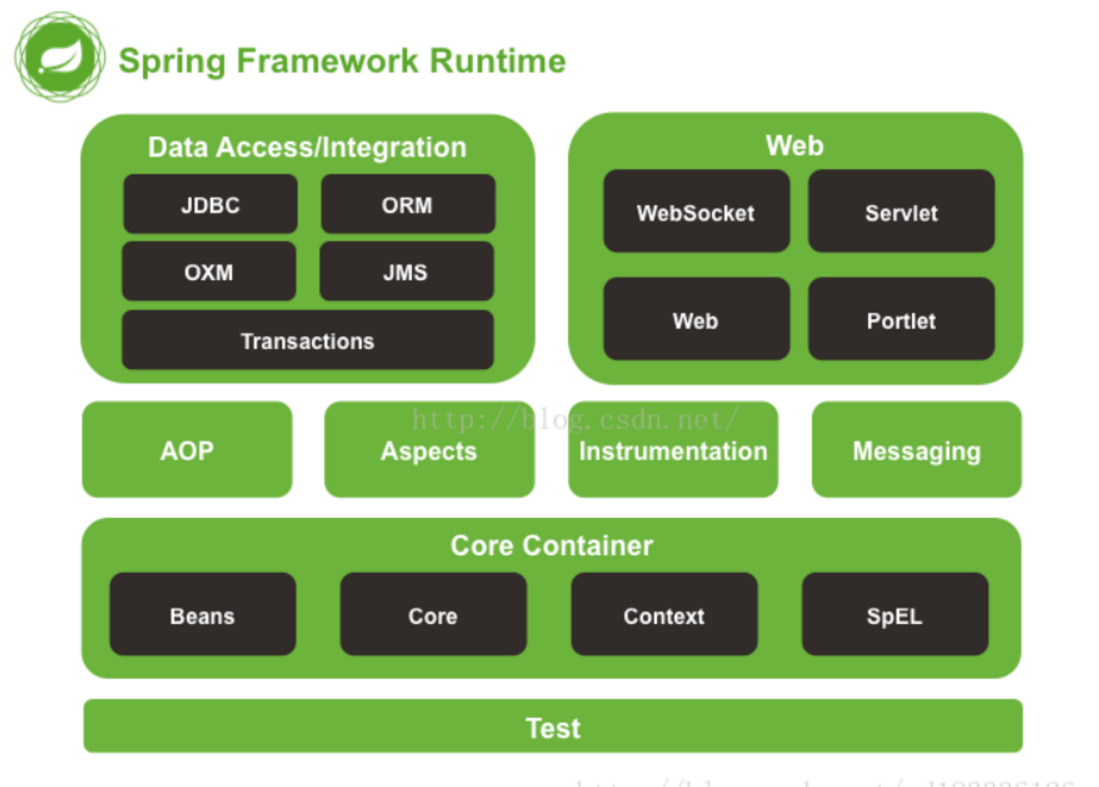 Spring Framework Runtime
Data Access/Integration
JDBC ORM
OXM JMS
Transactions
Web
WebSocket Servlet
Web Portlet
http://blog.csdn.net/
AOP Aspects Instrumentation Messaging
Core Container
Beans Core Context SpEL
Test